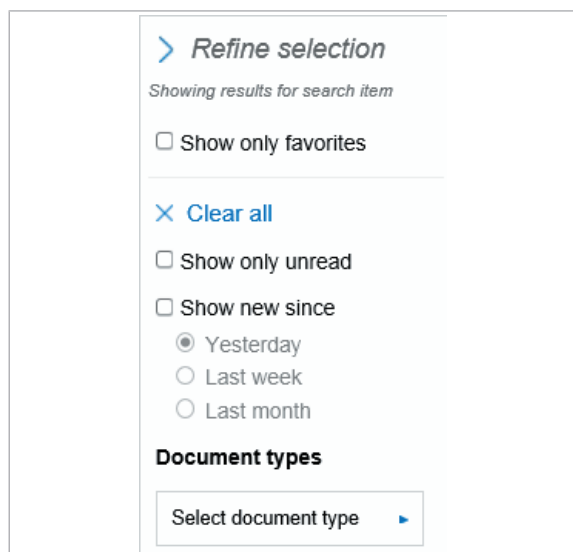 Refine selection
Showing results for search item
Show only favorites
Clear all
Show only unread
Show new since
Yesterday
Last week
Last month
Document types
Select document type